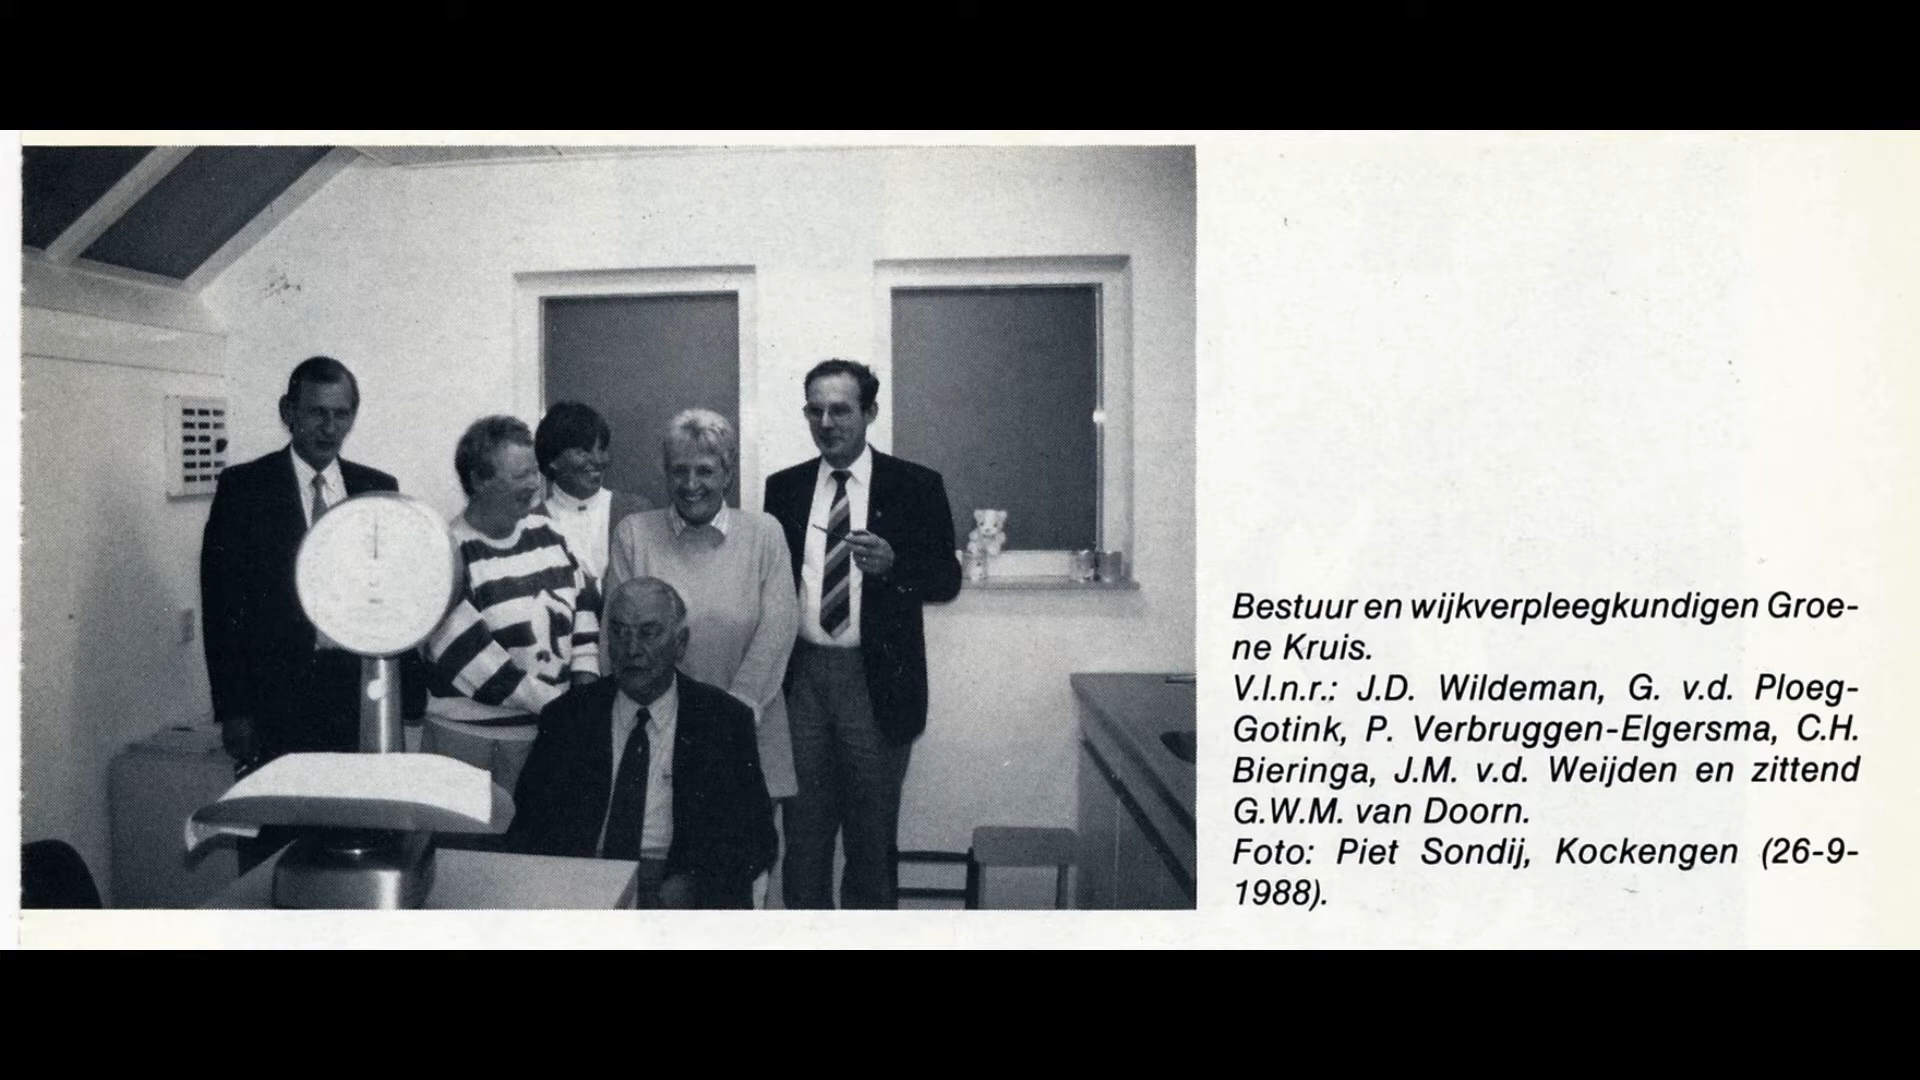 Bestuur en wijkverpleegkundigen Groe-
ne Kruis.
V.l.n.r.: J.D. Wildeman, G. v.d. Ploeg-
Gotink, P. Verbruggen-Elgersma, C.H.
Bieringa, J.M. v.d. Weijden en zittend
G.W.M. van Doorn.
Foto: Piet Sondij, Kockengen (26-9-
1988).